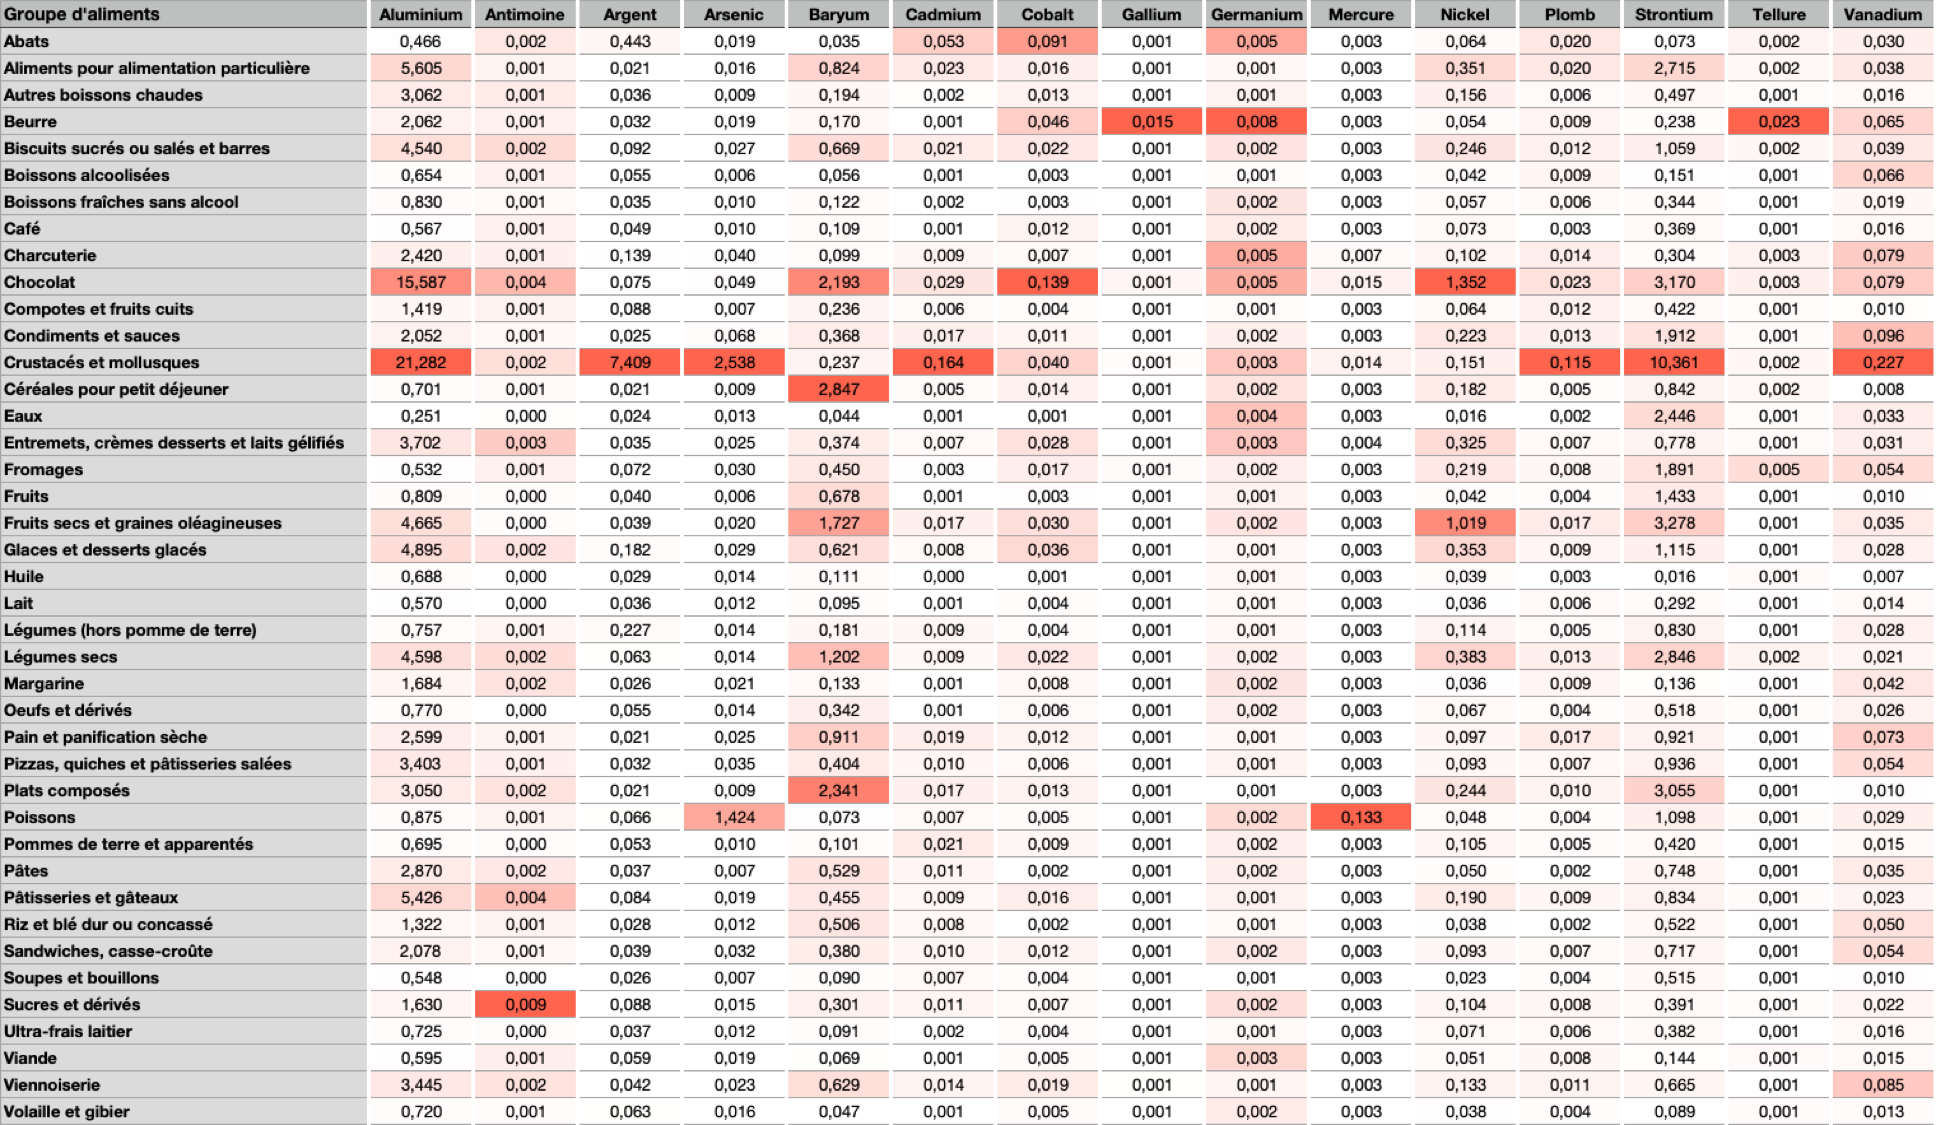 Groupe d'aliments Aluminium Antimoine Argent Arsenic Baryum Cadmium Cobalt Gallium Germanium Mercure Nickel Plomb Strontium Tellure Vanadium
Abats 0,466 0,002 0,443 0,019 0,035 0,053 0,091 0,001 0,005 0,003 0,064 0,020 0,073 0,002 0,030
Aliments pour alimentation particulière 5,605 0,001 0,021 0,016 0,824 0,023 0,016 0,001 0,001 0,003 0,351 0,020 2,715 0,002 0,038
Autres boissons chaudes 3,062 0,001 0,036 0,009 0,194 0,002 0,013 0,001 0,001 0,003 0,156 0,006 0,497 0,001 0,016
Beurre 2,062 0,001 0,032 0,019 0,170 0,001 0,046 0,015 0,008 0,003 0,054 0,009 0,238 0,023 0,065
Biscuits sucrés ou salés et barres 4,540 0,002 0,092 0,027 0,669 0,021 0,022 0,001 0,002 0,003 0,246 0,012 1,059 0,002 0,039
Boissons alcoolisées 0,654 0,001 0,055 0,006 0,056 0,001 0,003 0,001 0,001 0,003 0,042 0,009 0,151 0,001 0,066
Boissons fraîches sans alcool 0,830 0,001 0,035 0,010 0,122 0,002 0,003 0,001 0,002 0,003 0,057 0,006 0,344 0,001 0,019
Café 0,567 0,001 0,049 0,010 0,109 0,001 0,012 0,001 0,002 0,003 0,073 0,003 0,369 0,001 0,016
Charcuterie 2,420 0,001 0,139 0,040 0,099 0,009 0,007 0,001 0,005 0,007 0,102 0,014 0,304 0,003 0,079
Chocolat 15,587 0,004 0,075 0,049 2,193 0,029 0,139 0,001 0,005 0,015 1,352 0,023 3,170 0,003 0,079
Compotes et fruits cuits 1,419 0,001 0,088 0,007 0,236 0,006 0,004 0,001 0,001 0,003 0,064 0,012 0,422 0,001 0,010
Condiments et sauces 2,052 0,001 0,025 0,068 0,368 0,017 0,011 0,001 0,002 0,003 0,223 0,013 1,912 0,001 0,096
Crustacés et mollusques 21,282 0,002 7,409 2,538 0,237 0,164 0,040 0,001 0,003 0,014 0,151 0,115 10,361 0,002 0,227
Céréales pour petit déjeuner 0,701 0,001 0,021 0,009 2,847 0,005 0,014 0,001 0,002 0,003 0,182 0,005 0,842 0,002 0,008
Eaux 0,251 0,000 0,024 0,013 0,044 0,001 0,001 0,001 0,004 0,003 0,016 0,002 2,446 0,001 0,033
Entremets, crèmes desserts et laits gélifiés 3,702 0,003 0,035 0,025 0,374 0,007 0,028 0,001 0,003 0,004 0,325 0,007 0,778 0,001 0,031
Fromages 0,532 0,001 0,072 0,030 0,450 0,003 0,017 0,001 0,002 0,003 0,219 0,008 1,891 0,005 0,054
Fruits 0,809 0,000 0,040 0,006 0,678 0,001 0,003 0,001 0,001 0,003 0,042 0,004 1,433 0,001 0,010
Fruits secs et graines oléagineuses 4,665 0,000 0,039 0,020 1,727 0,017 0,030 0,001 0,002 0,003 1,019 0,017 3,278 0,001 0,035
Glaces et desserts glacés 4,895 0,002 0,182 0,029 0,621 0,008 0,036 0,001 0,001 0,003 0,353 0,009 1,115 0,001 0,028
Huile 0,688 0,000 0,029 0,014 0,111 0,000 0,001 0,001 0,001 0,003 0,039 0,003 0,016 0,001 0,007
Lait 0,570 0,000 0,036 0,012 0,095 0,001 0,004 0,001 0,001 0,003 0,036 0,006 0,292 0,001 0,014
Légumes (hors pomme de terre) 0,757 0,001 0,227 0,014 0,181 0,009 0,004 0,001 0,001 0,003 0,114 0,005 0,830 0,001 0,028
Légumes secs 4,598 0,002 0,063 0,014 1,202 0,009 0,022 0,001 0,002 0,003 0,383 0,013 2,846 0,002 0,021
Margarine 1,684 0,002 0,026 0,021 0,133 0,001 0,008 0,001 0,002 0,003 0,036 0,009 0,136 0,001 0,042
Oeufs et dérivés 0,770 0,000 0,055 0,014 0,342 0,001 0,006 0,001 0,002 0,003 0,067 0,004 0,518 0,001 0,026
Pain et panification sèche 2,599 0,001 0,021 0,025 0,911 0,019 0,012 0,001 0,001 0,003 0,097 0,017 0,921 0,001 0,073
Pizzas, quiches et pâtisseries salées 3,403 0,001 0,032 0,035 0,404 0,010 0,006 0,001 0,001 0,003 0,093 0,007 0,936 0,001 0,054
Plats composés 3,050 0,002 0,021 0,009 2,341 0,017 0,013 0,001 0,001 0,003 0,244 0,010 3,055 0,001 0,010
Poissons 0,875 0,001 0,066 1,424 0,073 0,007 0,005 0,001 0,002 0,133 0,048 0,004 1,098 0,001 0,029
Pommes de terre et apparentés 0,695 0,000 0,053 0,010 0,101 0,021 0,009 0,001 0,002 0,003 0,105 0,005 0,420 0,001 0,015
Pâtes 2,870 0,002 0,037 0,007 0,529 0,011 0,002 0,001 0,002 0,003 0,050 0,002 0,748 0,001 0,035
Pâtisseries et gâteaux 5,426 0,004 0,084 0,019 0,455 0,009 0,016 0,001 0,001 0,003 0,190 0,009 0,834 0,001 0,023
Riz et blé dur ou concassé 1,322 0,001 0,028 0,012 0,506 0,008 0,002 0,001 0,001 0,003 0,038 0,002 0,522 0,001 0,050
Sandwiches, casse-croûte 2,078 0,001 0,039 0,032 0,380 0,010 0,012 0,001 0,002 0,003 0,093 0,007 0,717 0,001 0,054
Soupes et bouillons 0,548 0,000 0,026 0,007 0,090 0,007 0,004 0,001 0,001 0,003 0,023 0,004 0,515 0,001 0,010
Sucres et dérivés 1,630 0,009 0,088 0,015 0,301 0,011 0,007 0,001 0,002 0,003 0,104 0,008 0,391 0,001 0,022
Ultra-frais laitier 0,725 0,000 0,037 0,012 0,091 0,002 0,004 0,001 0,001 0,003 0,071 0,006 0,382 0,001 0,016
Viande 0,595 0,001 0,059 0,019 0,069 0,001 0,005 0,001 0,003 0,003 0,051 0,008 0,144 0,001 0,015
Viennoiserie 3,445 0,002 0,042 0,023 0,629 0,014 0,019 0,001 0,001 0,003 0,133 0,011 0,665 0,001 0,085
Volaille et gibier 0,720 0,001 0,063 0,016 0,047 0,001 0,005 0,001 0,002 0,003 0,038 0,004 0,089 0,001 0,013